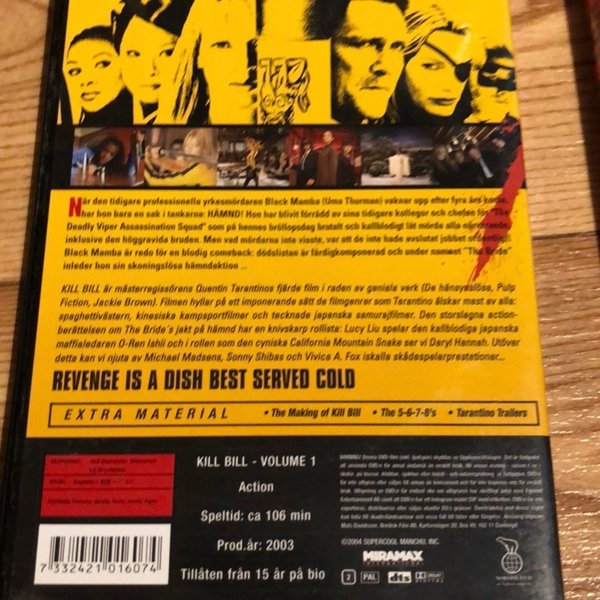 När den tidigare professionella yrkesmördaren Black Mamba (Uma Thurman) vaknar upp efter fyra års koma,
har hon bara en sak i tankarna: HÄMND! Hon har blivit förrådd av sina tidigare kollegor och chefen för "The
Deadly Viper Assassination Squad" som på hennes bröllopsdag brutalt och kallblodigt lät mörda alla närvarande,
inklusive den höggravida bruden. Men vad mördarna inte visste, var att de inte hade avslutat jobbet ordentligt!
Black Mamba är redo för en blodig comeback: dödslistan är färdigkomponerad och under namnet "The Bride"
inleder hon sin skoningslösa hämndaktion ...
KILL BILL är mästerregissörens Quentin Tarantinos fjärde film i raden av geniala verk (De hänsynslösa, Pulp
Fiction, Jackie Brown). Filmen hyllar på ett imponerande sätt de filmgenrer som Tarantino älskar mest av alla:
spaghettivästern, kinesiska kampsportfilmer och tecknade japanska samurajfilmer. Den storslagna action-
berättelsen om The Bride's jakt på hämnd har en knivskarp rollista: Lucy Liu spelar den kallblodiga japanska
maffialedaren O-Ren Ishii och i rollen som den cyniska California Mountain Snake ser vi Daryl Hannah. Utöver
detta kan vi njuta av Michael Madsens, Sonny Shibas och Vivica A. Fox iskalla skådespelarprestationer...
REVENGE IS A DISH BEST SERVED COLD
EXTRA MATERIAL • The Making of Kill Bill • The 5-6-7-8's • Tarantino Trailers
KILL BILL - VOLUME 1
Action
Speltid: ca 106 min
Prod.år: 2003
Tillåten från 15 år på bio
7 332421 016074
©2004 SUPERCOOL MANCHU, INC.
MIRAMAX
INTERNATIONAL
2 PAL dts DOLBY DIGITAL